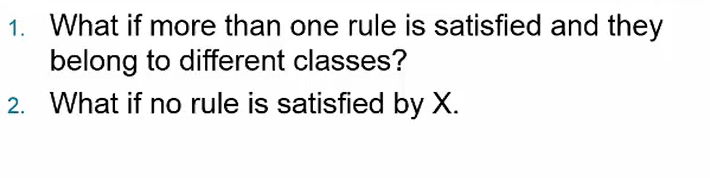 1. What if more than one rule is satisfied and they
belong to different classes?
2. What if no rule is satisfied by X.